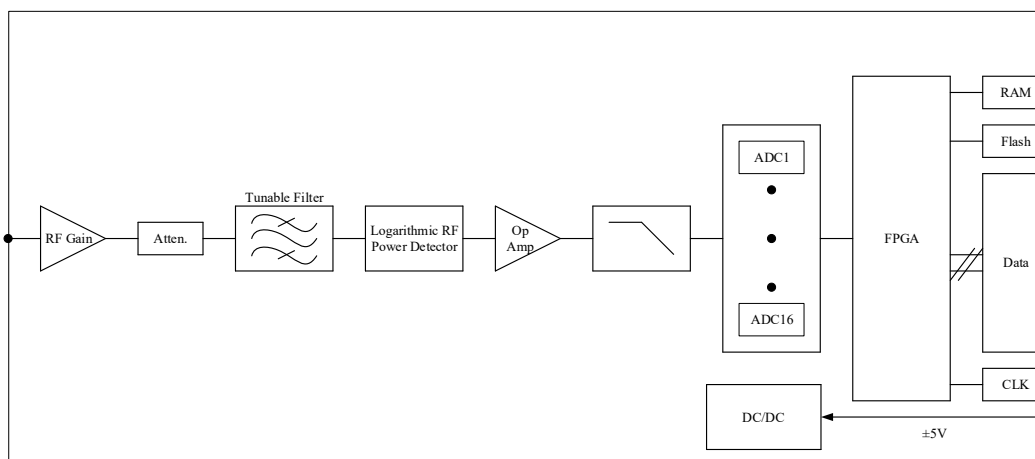 RF Gain
Atten.
Tunable Filter
Logarithmic RF
Power Detector
Op
Amp
ADC1
ADC16
FPGA
RAM
Flash
Data
CLK
DC/DC
±5V